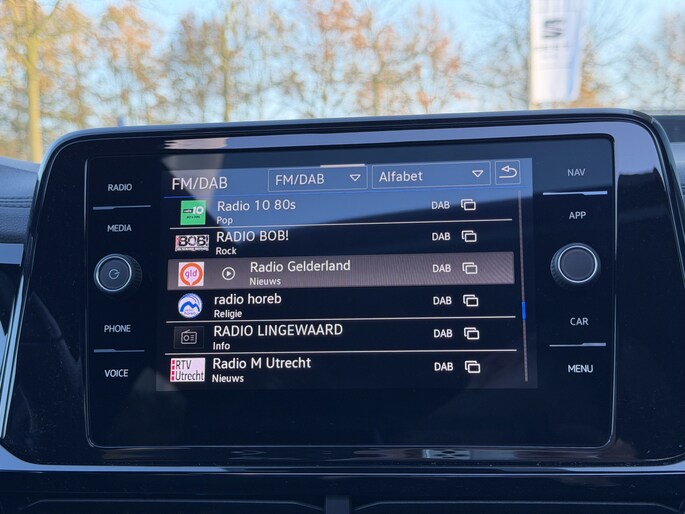 RADIO
MEDIA
PHONE
VOICE
FM/DAB
FM/DAB
Alfabet
Radio 10 80s
DAB
Pop
BOB!
RADIO BOB!
DAB
Rock
gld
Radio Gelderland
DAB
Nieuws
radio horeb
DAB
Religie
RADIO LINGEWAARD
DAB
Info
RTV
Utrecht
Radio M Utrecht
DAB
Nieuws
NAV
APP
CAR
MENU